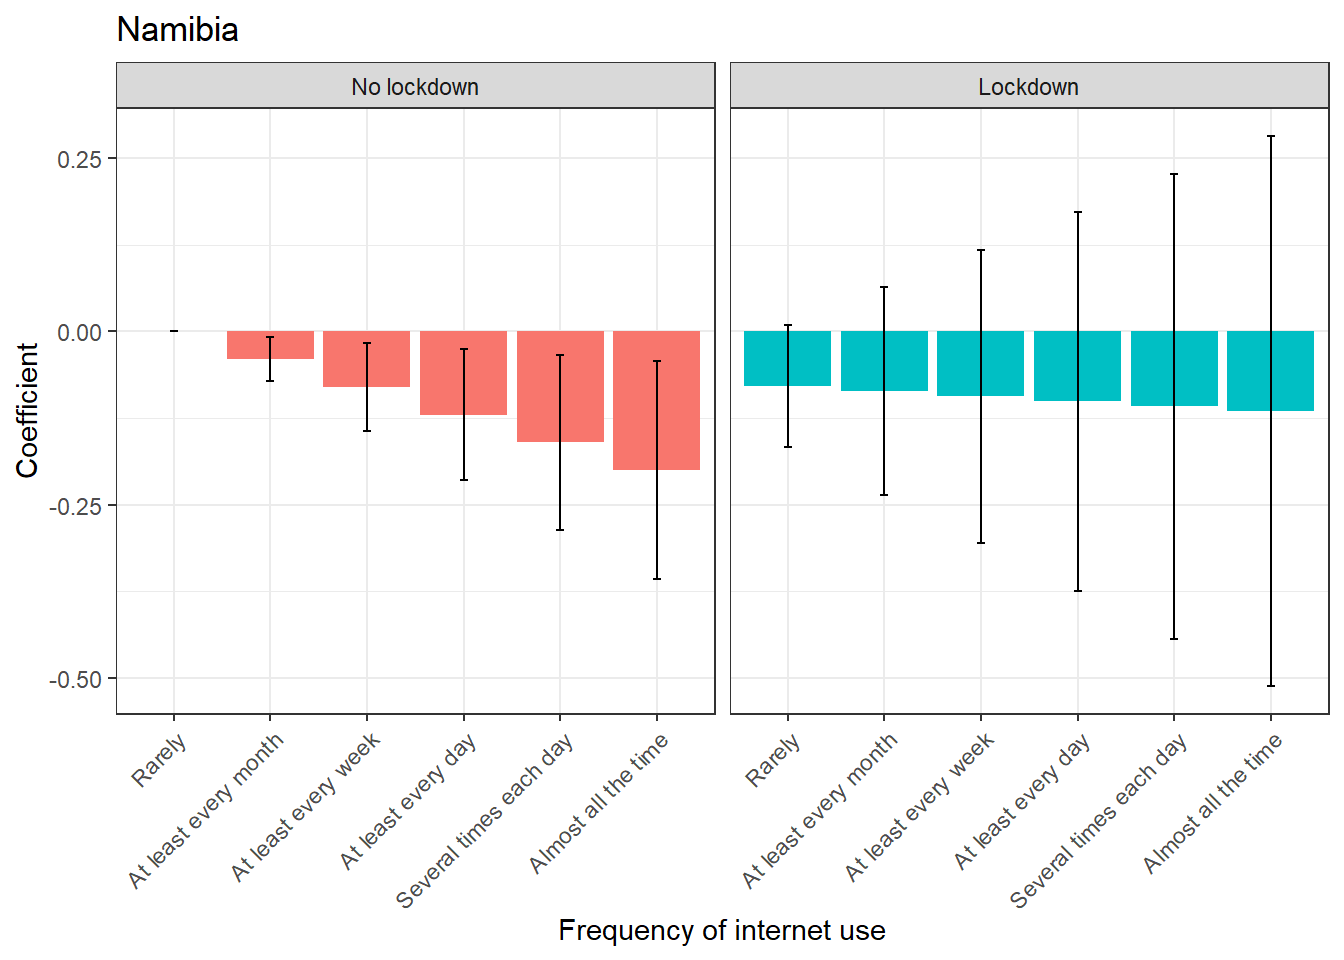 Namibia
No lockdown
Lockdown
Coefficient
0.25
0.00
-0.25
-0.50
Rarely
At least every month
At least every week
At least every day
Several times each day
Almost all the time
Rarely
At least every month
At least every week
At least every day
Several times each day
Almost all the time
Frequency of internet use